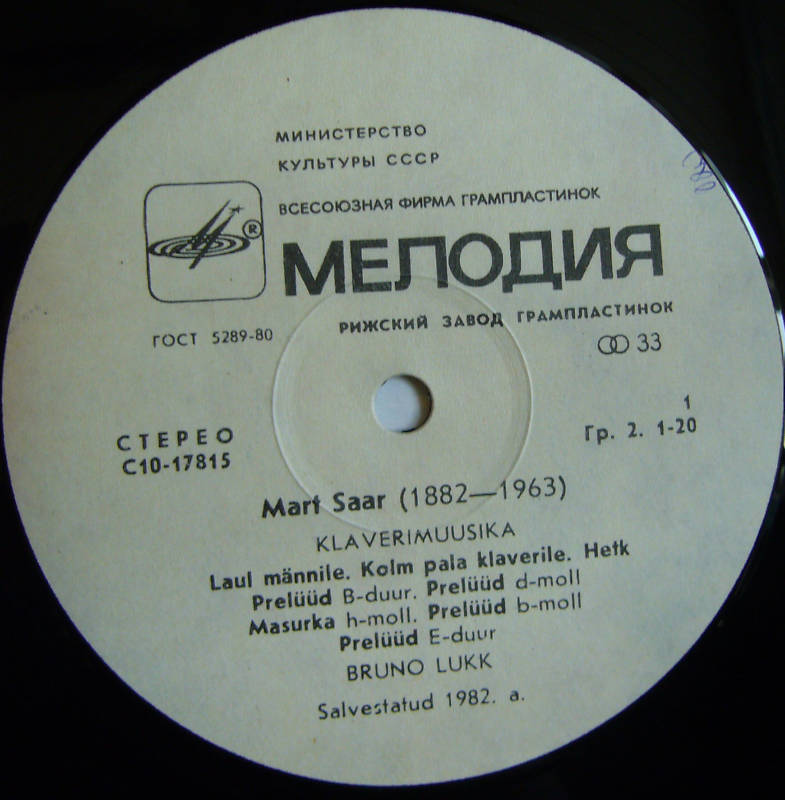 МИНИСТЕРСТВО
КУЛЬТУРЫ СССР
ВСЕСОЮЗНАЯ ФИРМА ГРАМПЛАСТИНОК
®
МЕЛОДИЯ
РИЖСКИЙ ЗАВОД ГРАМПЛАСТИНОК
ГОСТ 5289-80
33
СТЕРЕО
С10-17815
1
Гр. 2. 1-20
Mart Saar (1882—1963)
KLAVERIMUUSIKA
Laul männile. Kolm pala klaverile. Hetk
Prelüüd B-duur. Prelüüd d-moll
Masurka h-moll. Prelüüd b-moll
Prelüüd E-duur
BRUNO LUKK
Salvestatud 1982. a.